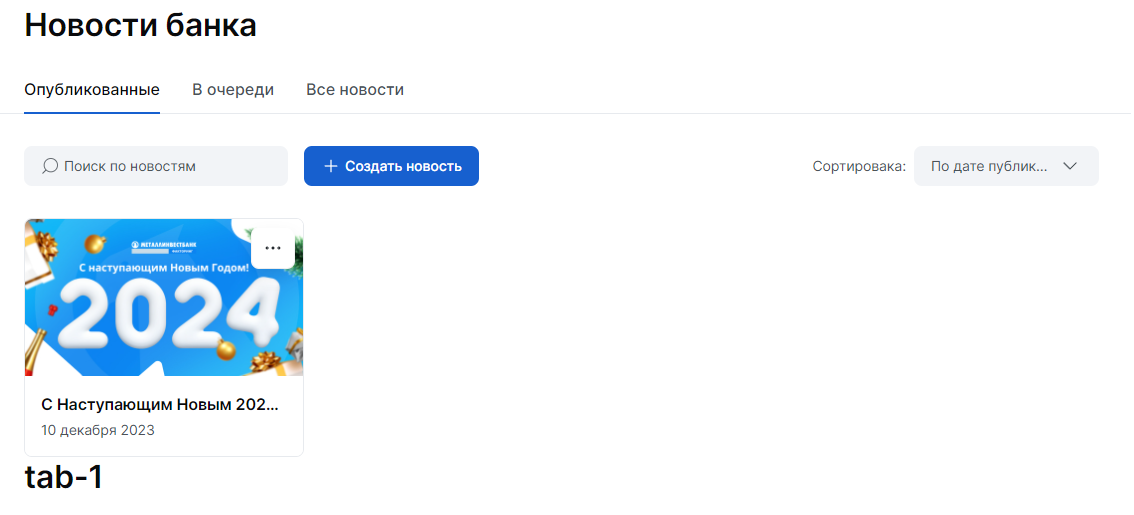 Новости банка
Опубликованные
В очереди
Все новости
Поиск по новостям
Создать новость
Сортировака:
По дате публик...
МЕТАЛЛИНВЕСТБАНК
С наступающим Новым Годом!
2024
С Наступающим Новым 202...
10 декабря 2023
tab-1